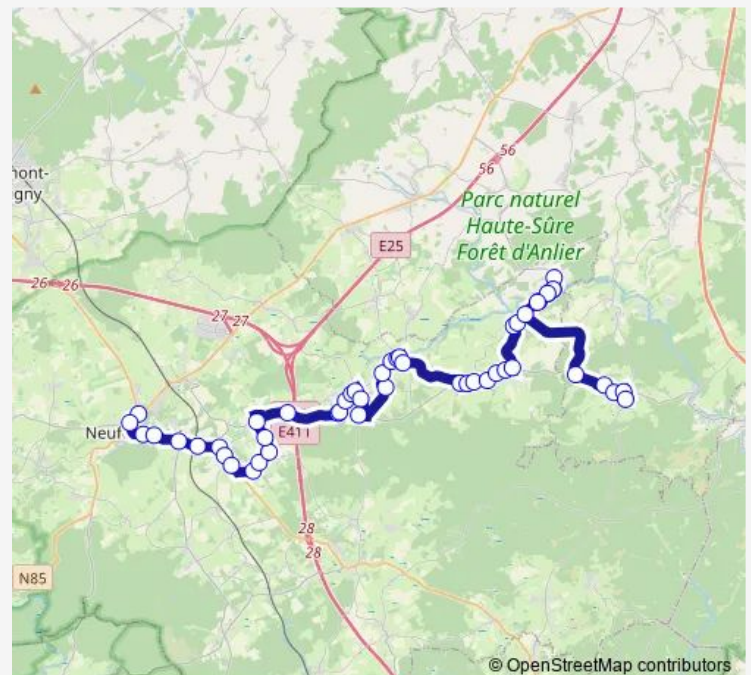 ont-
gny
56
56
Parc naturel
Haute-Sûre
Forêt d'Anlier
E25
26 26
27 27
Neuf
E411
28
28
N85
© OpenStreetMap contributors